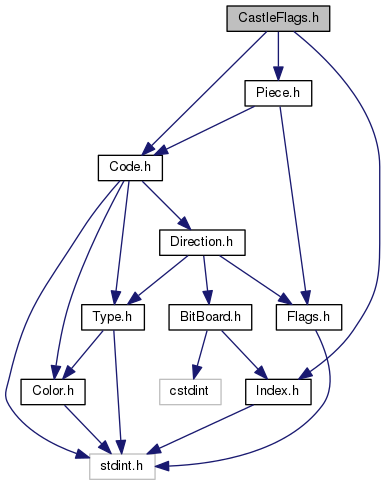 CastleFlags.h
Piece.h
Code.h
Direction.h
Type.h
BitBoard.h
Flags.h
Color.h
cstdint
Index.h
stdint.h